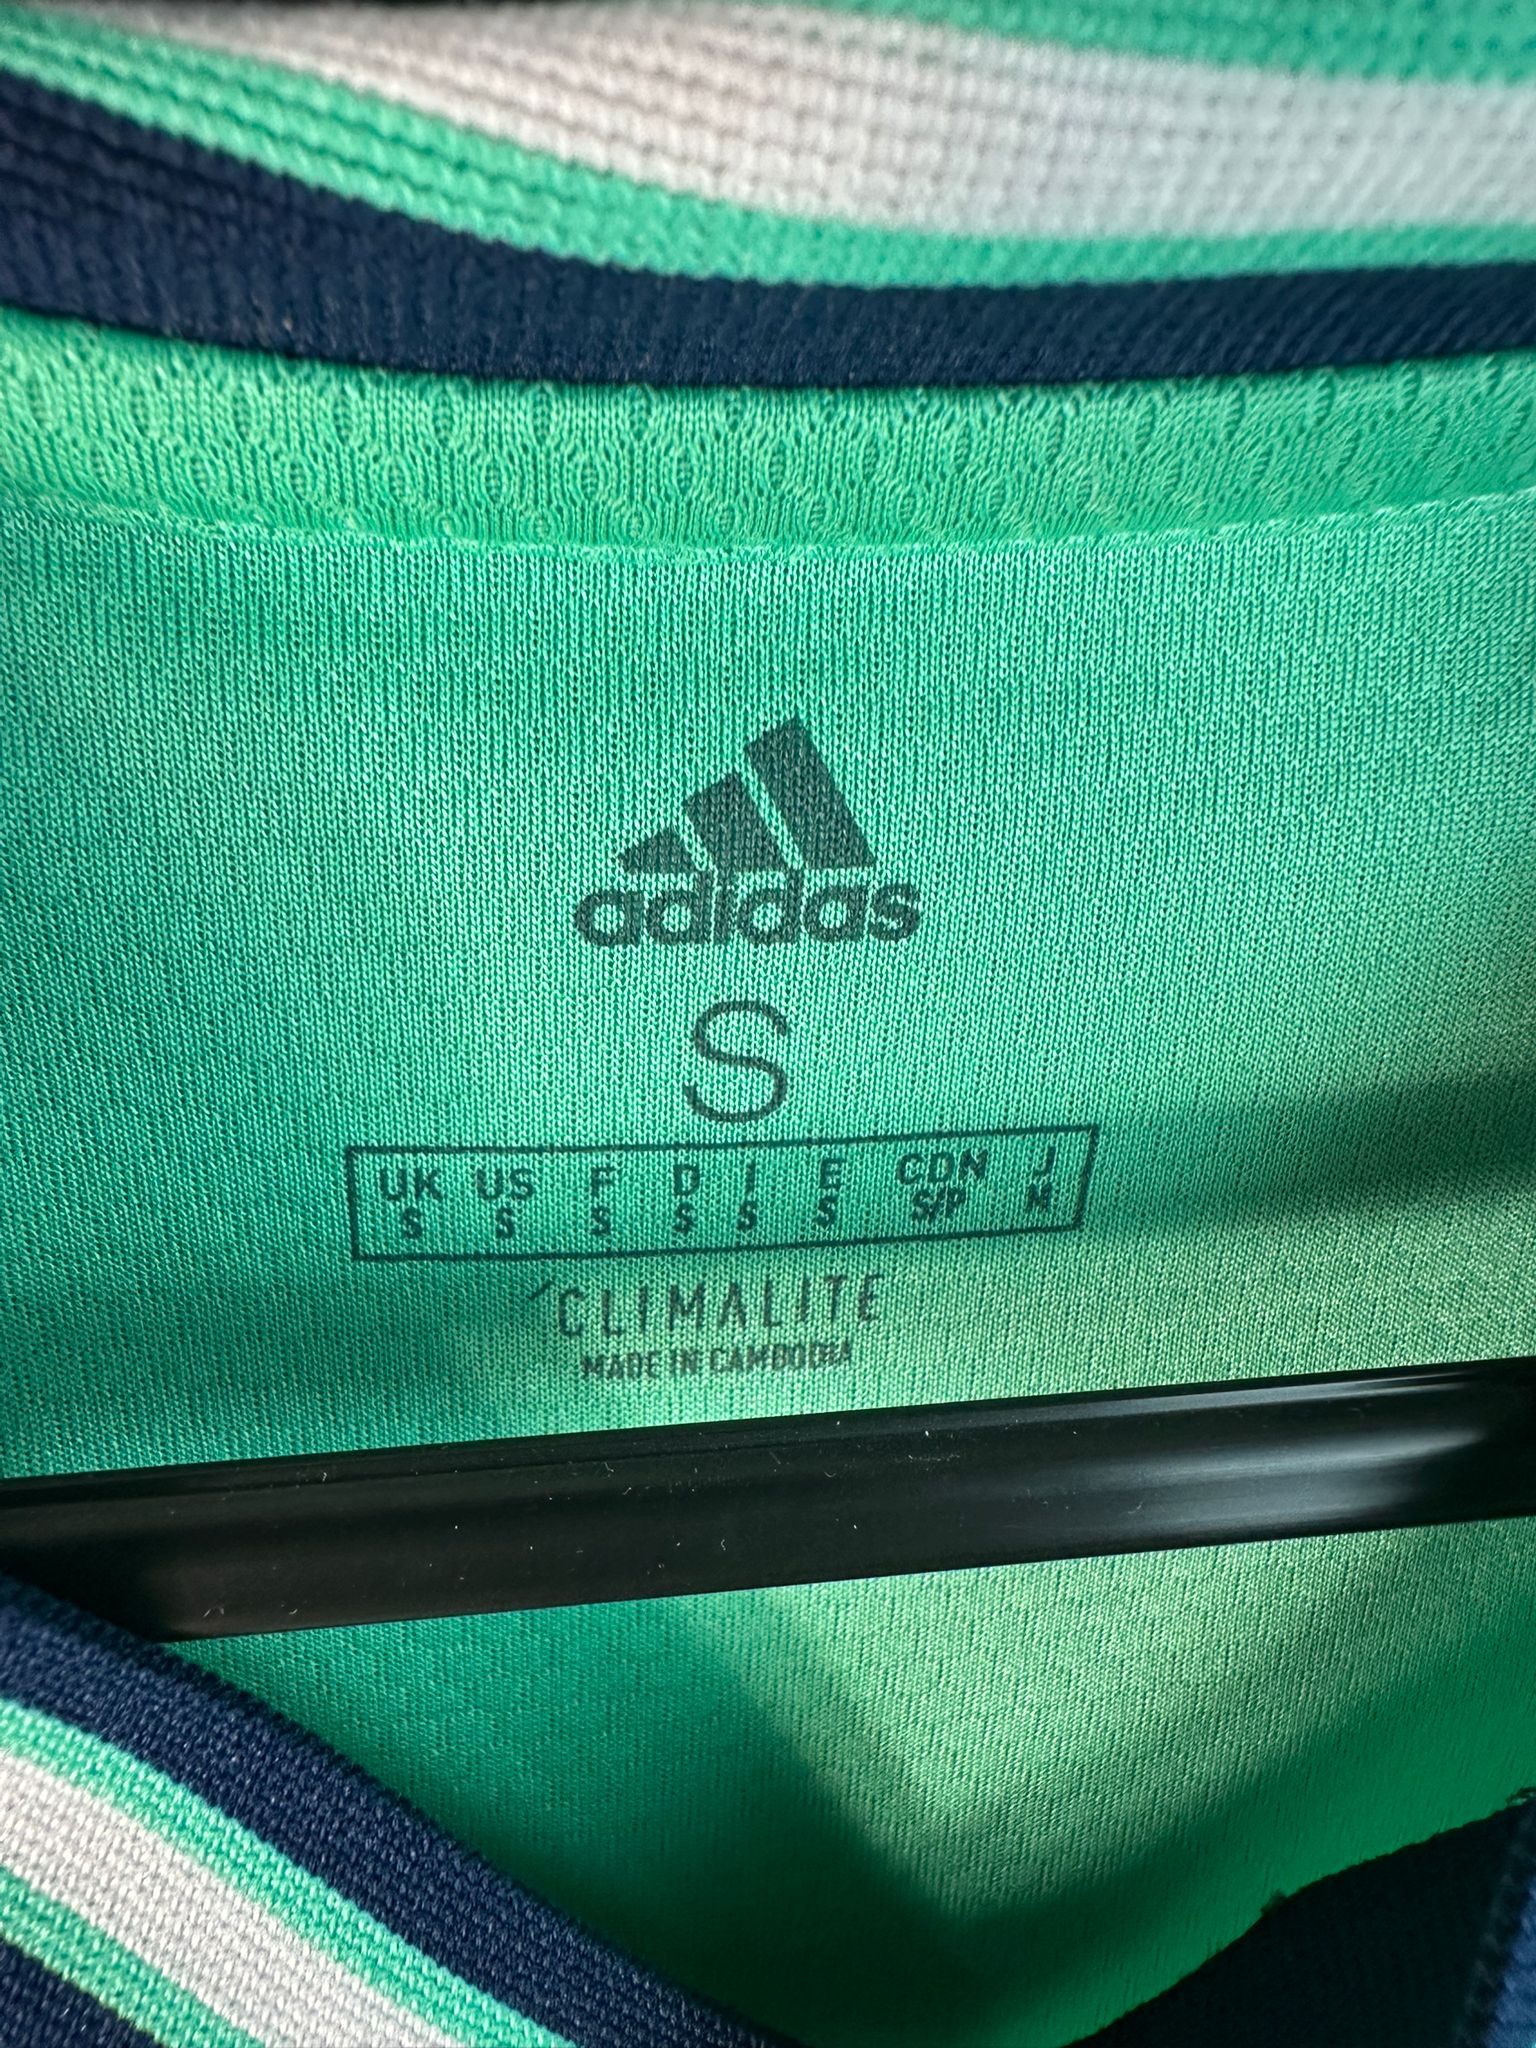 adidas
S
UK US F D I E CDN J
S S S S S S S/P M
CLIMALITE
MADE IN CAMBODIA